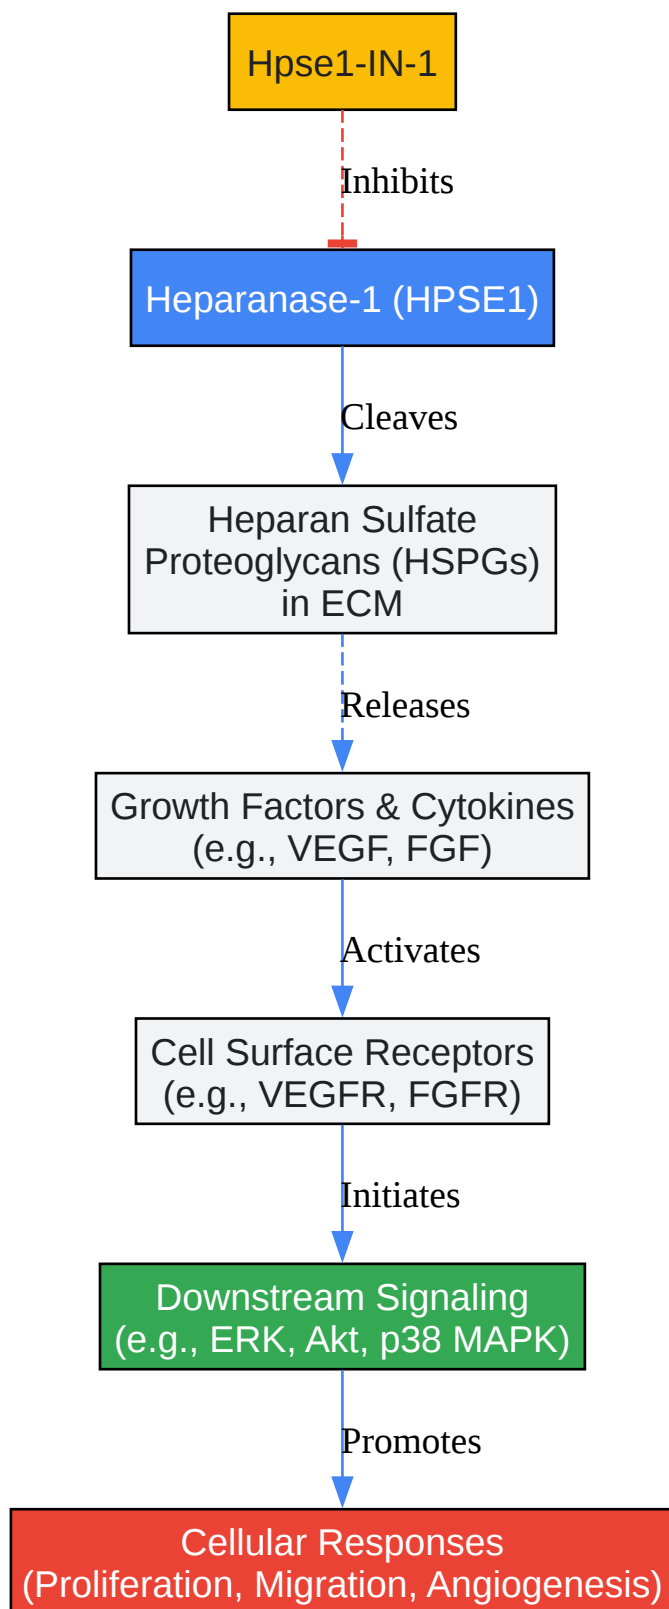 Hpse1-IN-1
Inhibits
Heparanase-1 (HPSE1)
Cleaves
Heparan Sulfate
Proteoglycans (HSPGs)
in ECM
Releases
Growth Factors & Cytokines
(e.g., VEGF, FGF)
Activates
Cell Surface Receptors
(e.g., VEGFR, FGFR)
Initiates
Downstream Signaling
(e.g., ERK, Akt, p38 MAPK)
Promotes
Cellular Responses
(Proliferation, Migration, Angiogenesis)